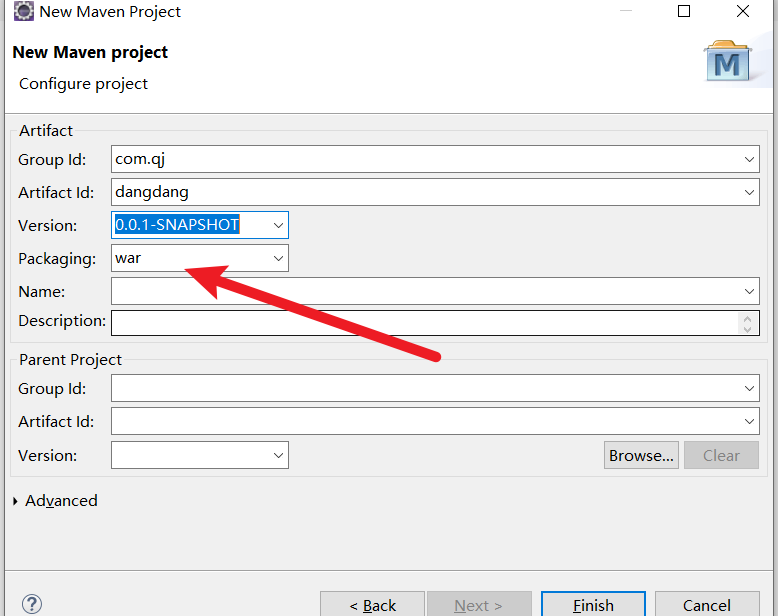 New Maven Project
New Maven project
Configure project
M
Artifact
Group Id: com.qj
Artifact Id: dangdang
Version: 0.0.1-SNAPSHOT
Packaging: war
Name:
Description:
Parent Project
Group Id:
Artifact Id:
Version: Browse... Clear
Advanced
? < Back Next > Finish Cancel